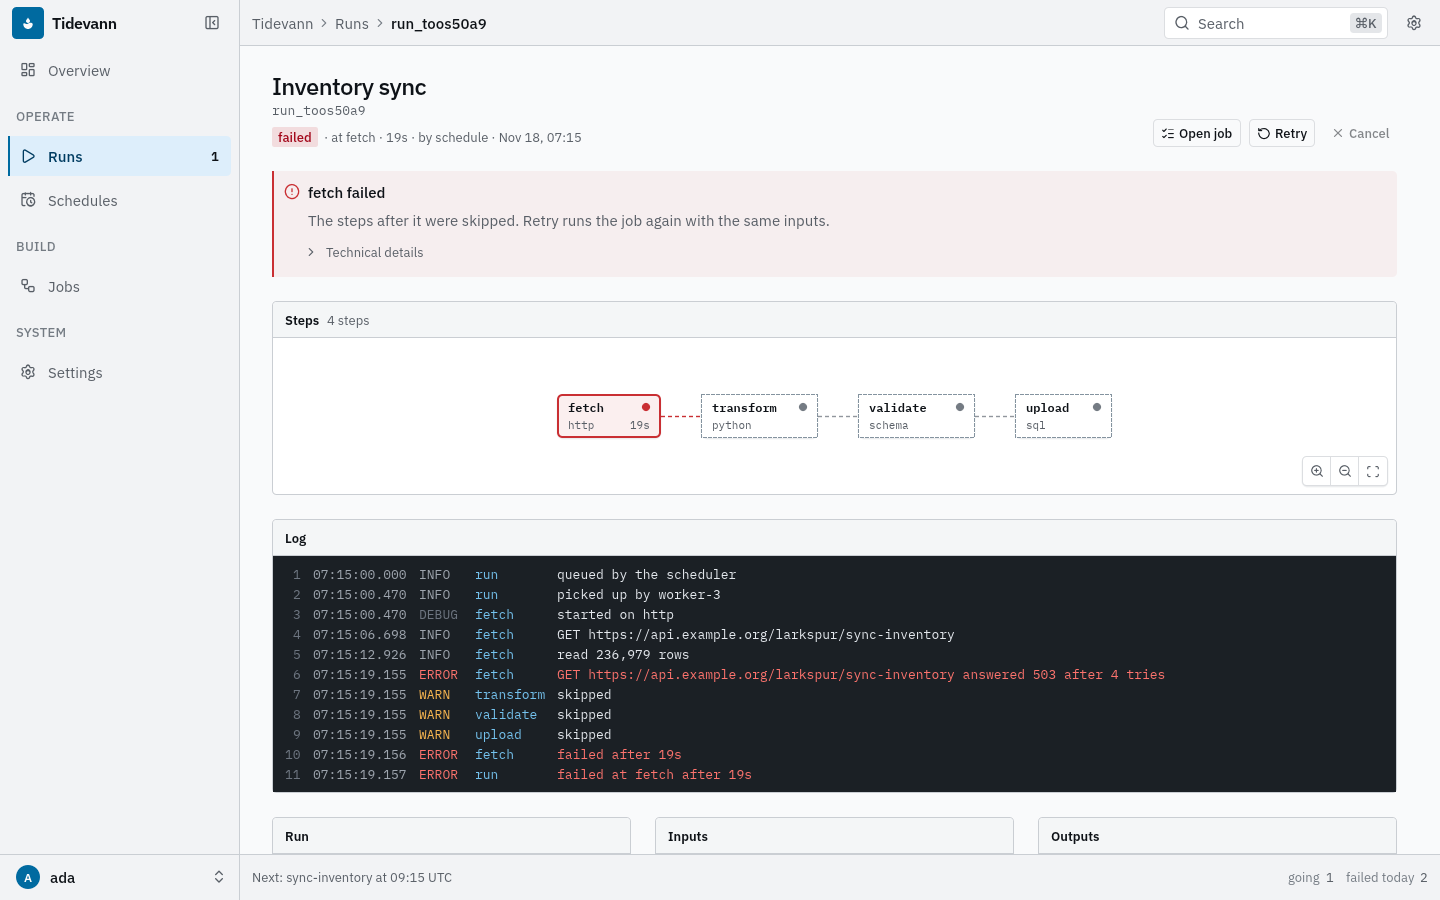 Tidevann
Tidevann > Runs > run_toos50a9
Search ⌘K
Overview
OPERATE
Runs 1
Schedules
BUILD
Jobs
SYSTEM
Settings
Inventory sync
run_toos50a9
failed · at fetch · 19s · by schedule · Nov 18, 07:15
Open job Retry Cancel
fetch failed
The steps after it were skipped. Retry runs the job again with the same inputs.
Technical details
Steps 4 steps
fetch
http 19s
transform
python
validate
schema
upload
sql
Log
1 07:15:00.000 INFO run queued by the scheduler
2 07:15:00.470 INFO run picked up by worker-3
3 07:15:00.470 DEBUG fetch started on http
4 07:15:06.698 INFO fetch GET https://api.example.org/larkspur/sync-inventory
5 07:15:12.926 INFO fetch read 236,979 rows
6 07:15:19.155 ERROR fetch GET https://api.example.org/larkspur/sync-inventory answered 503 after 4 tries
7 07:15:19.155 WARN transform skipped
8 07:15:19.155 WARN validate skipped
9 07:15:19.155 WARN upload skipped
10 07:15:19.156 ERROR fetch failed after 19s
11 07:15:19.157 ERROR run failed at fetch after 19s
Run
Inputs
Outputs
A ada
Next: sync-inventory at 09:15 UTC
going 1 failed today 2